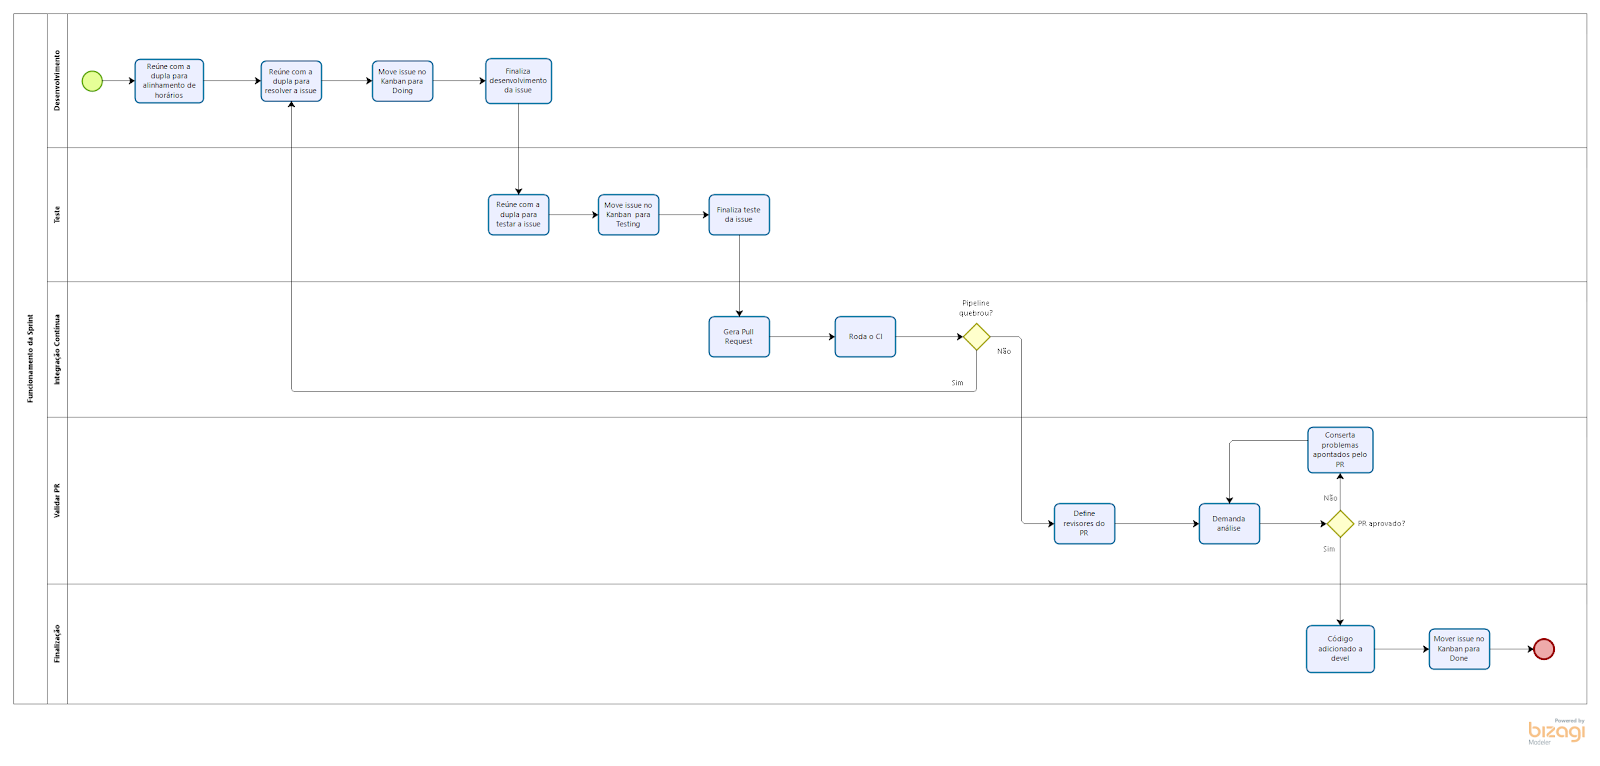 Funcionamento da Sprint
Desenvolvimento
Reúne com a
dupla para
alinhamento de
horários
Reúne com a
dupla para
resolver a issue
Move issue no
Kanban para
Doing
Finaliza
desenvolvimento
da issue
Teste
Reúne com a
dupla para
testar a issue
Move issue no
Kanban para
Testing
Finaliza teste
da issue
Integração Contínua
Gera Pull
Request
Roda o CI
Pipeline
quebrou?
Não
Sim
Validar PR
Define
revisores do
PR
Demanda
análise
Conserta
problemas
apontados pelo
PR
Não
PR aprovado?
Sim
Finalização
Código
adicionado a
devel
Mover issue no
Kanban para
Done
Powered by
bizagi
Modeler